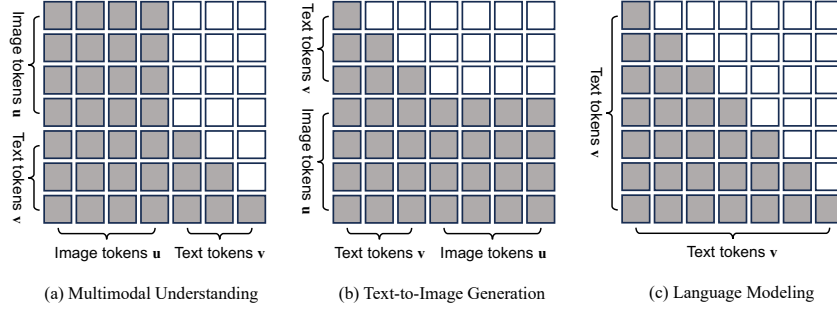 Image tokens u
Text tokens v
Image tokens u
Text tokens v
(a) Multimodal Understanding
Text tokens v
Image tokens u
Text tokens v
Image tokens u
(b) Text-to-Image Generation
Text tokens v
Text tokens v
(c) Language Modeling